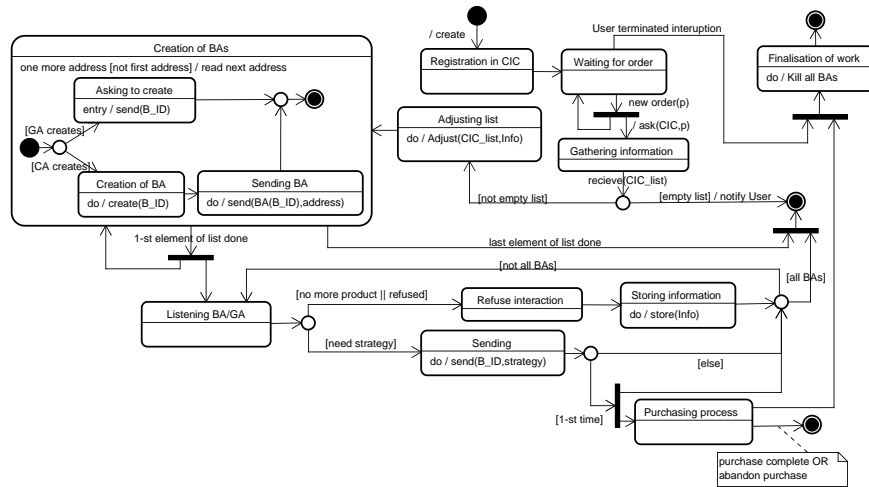 / create
User terminated interuption
Creation of BAs
one more address [not first address] / read next address
Asking to create
entry / send(B_ID)
[GA creates]
[CA creates]
Creation of BA
do / create(B_ID)
Sending BA
do / send(BA(B_ID),address)
Registration in CIC
Waiting for order
Finalisation of work
do / Kill all BAs
new order(p)
/ ask(CIC,p)
Adjusting list
do / Adjust(CIC_list,Info)
Gathering information
recieve(CIC_list)
[not empty list]
[empty list] / notify User
1-st element of list done
last element of list done
[not all BAs]
[all BAs]
Listening BA/GA
[no more product || refused]
Refuse interaction
Storing information
do / store(Info)
[need strategy]
Sending
do / send(B_ID,strategy)
[else]
[1-st time]
Purchasing process
purchase complete OR
abandon purchase